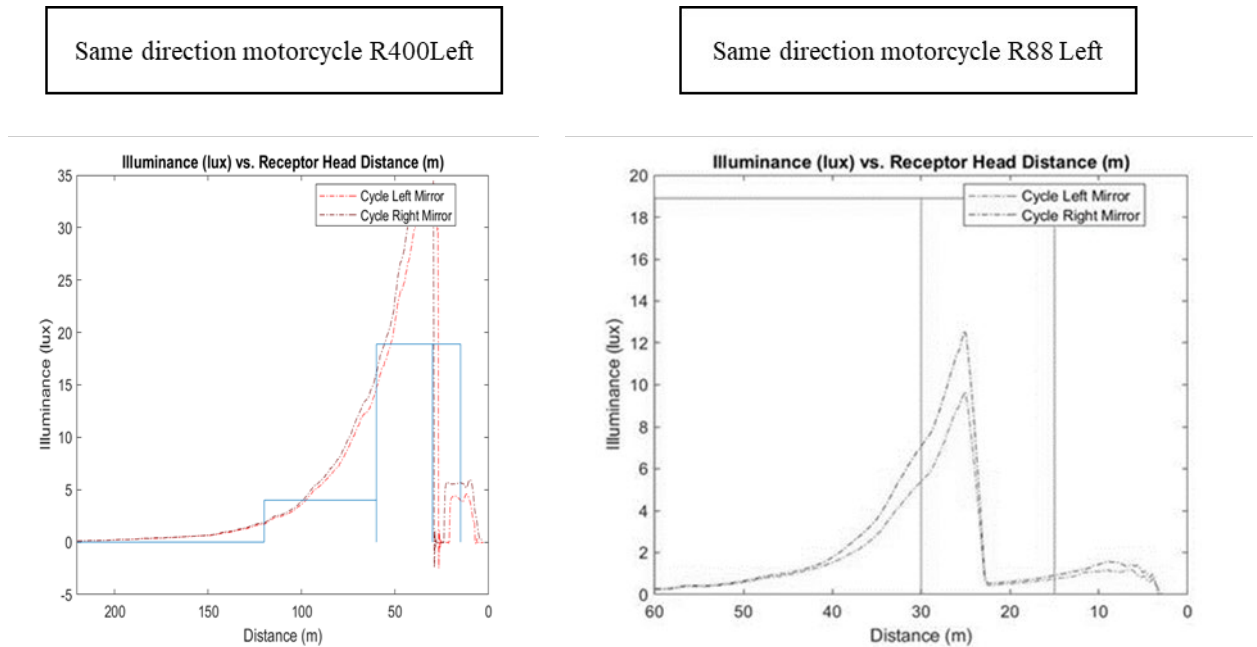 Same direction motorcycle R400Left
Same direction motorcycle R88 Left
Illuminance (lux) vs. Receptor Head Distance (m)
35
30
25
20
15
10
5
0
-5
Illuminance (lux)
Cycle Left Mirror
Cycle Right Mirror
200
150
100
50
0
Distance (m)
Illuminance (lux) vs. Receptor Head Distance (m)
20
18
16
14
12
10
8
6
4
2
0
Illuminance (lux)
Cycle Left Mirror
Cycle Right Mirror
60
50
40
30
20
10
0
Distance (m)